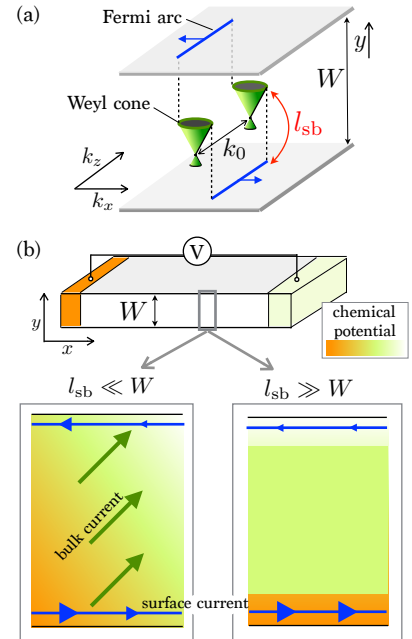 (a)
Fermi arc
y
W
Weyl cone
l_sb
k_0
k_z
k_x
(b)
V
W
y
x
chemical
potential
l_sb ≪ W
l_sb ≫ W
bulk current
surface current